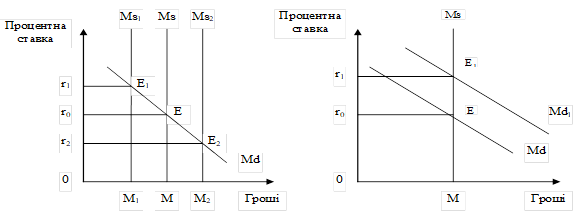 Процентна
ставка
Ms₁
Ms
Ms₂
r₁
r₀
r₂
E₁
E
E₂
Md
0
M₁
M
M₂
Гроші
Процентна
ставка
Ms
r₁
r₀
E₁
E
Md₁
Md
0
M
Гроші